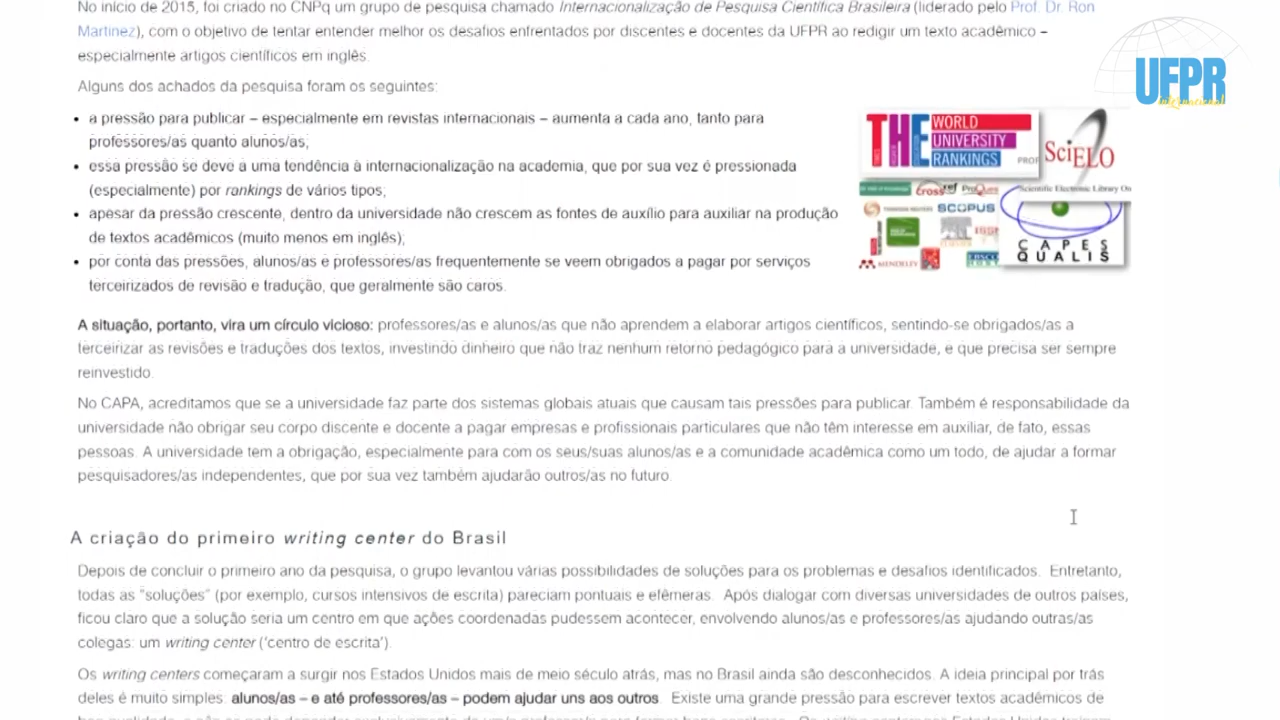 No início de 2015, foi criado no CNPq um grupo de pesquisa chamado Internacionalização de Pesquisa Científica Brasileira (liderado pelo Prof. Dr. Ron
Martinez), com o objetivo de tentar entender melhor os desafios enfrentados por discentes e docentes da UFPR ao redigir um texto acadêmico –
especialmente artigos científicos em inglês.
UFPR
international
Alguns dos achados da pesquisa foram os seguintes:
• a pressão para publicar – especialmente em revistas internacionais – aumenta a cada ano, tanto para
professores/as quanto alunos/as;
• essa pressão se deve a uma tendência à internacionalização na academia, que por sua vez é pressionada
(especialmente) por rankings de vários tipos;
• apesar da pressão crescente, dentro da universidade não crescem as fontes de auxílio para auxiliar na produção
de textos acadêmicos (muito menos em inglês);
• por conta das pressões, alunos/as e professores/as frequentemente se veem obrigados a pagar por serviços
terceirizados de revisão e tradução, que geralmente são caros.
THE WORLD
UNIVERSITY
RANKINGS
PROF
SciELO
Scientific Electronic Library On
crossref ProQues
SCOPUS
MENDELEY
EBSCO
HOST
CAPES
QUALIS
A situação, portanto, vira um círculo vicioso: professores/as e alunos/as que não aprendem a elaborar artigos científicos, sentindo-se obrigados/as a
terceirizar as revisões e traduções dos textos, investindo dinheiro que não traz nenhum retorno pedagógico para a universidade, e que precisa ser sempre
reinvestido.
No CAPA, acreditamos que se a universidade faz parte dos sistemas globais atuais que causam tais pressões para publicar. Também é responsabilidade da
universidade não obrigar seu corpo discente e docente a pagar empresas e profissionais particulares que não têm interesse em auxiliar, de fato, essas
pessoas. A universidade tem a obrigação, especialmente para com os seus/suas alunos/as e a comunidade acadêmica como um todo, de ajudar a formar
pesquisadores/as independentes, que por sua vez também ajudarão outros/as no futuro.
A criação do primeiro writing center do Brasil
Depois de concluir o primeiro ano da pesquisa, o grupo levantou várias possibilidades de soluções para os problemas e desafios identificados. Entretanto,
todas as "soluções" (por exemplo, cursos intensivos de escrita) pareciam pontuais e efêmeras. Após dialogar com diversas universidades de outros países,
ficou claro que a solução seria um centro em que ações coordenadas pudessem acontecer, envolvendo alunos/as e professores/as ajudando outras/as
colegas: um writing center ('centro de escrita').
Os writing centers começaram a surgir nos Estados Unidos mais de meio século atrás, mas no Brasil ainda são desconhecidos. A ideia principal por trás
deles é muito simples: alunos/as – e até professores/as – podem ajudar uns aos outros. Existe uma grande pressão para escrever textos acadêmicos de